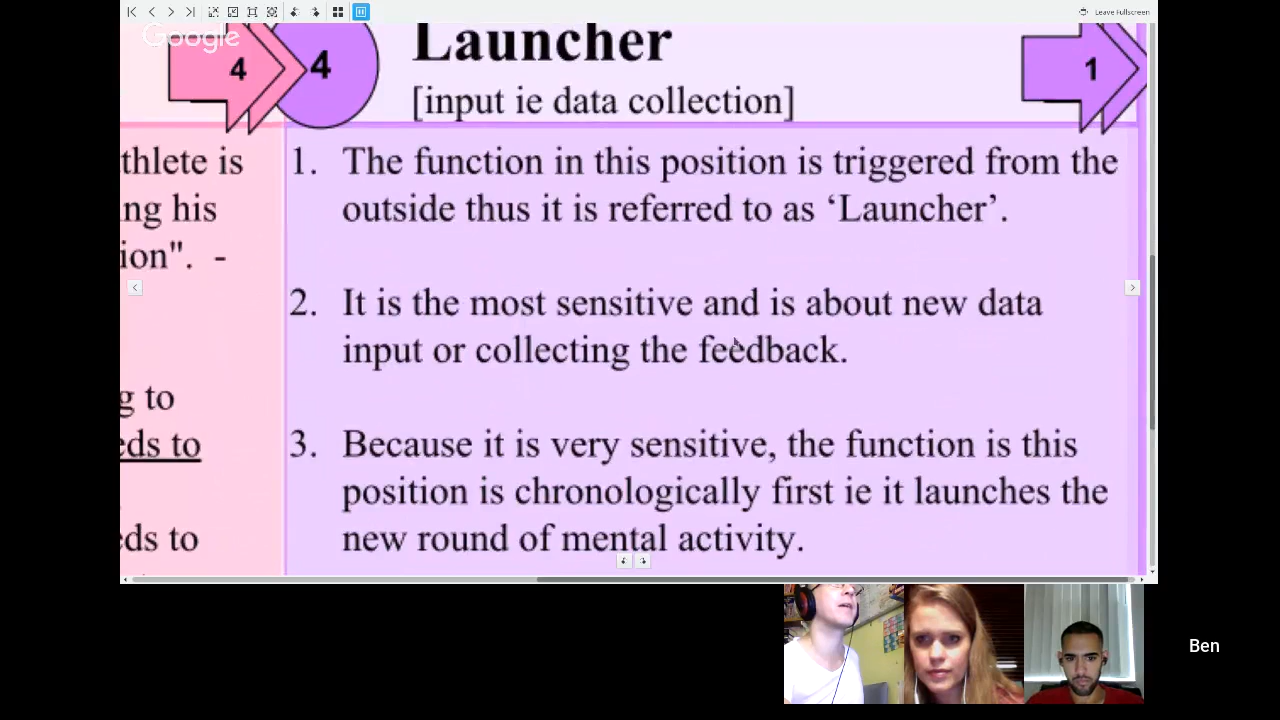 Leave Fullscreen
Google
4
4
Launcher
[input ie data collection]
1
thlete is
ng his
ion". -
g to
eds to
eds to
1. The function in this position is triggered from the
outside thus it is referred to as ‘Launcher’.
2. It is the most sensitive and is about new data
input or collecting the feedback.
3. Because it is very sensitive, the function is this
position is chronologically first ie it launches the
new round of mental activity.
Ben